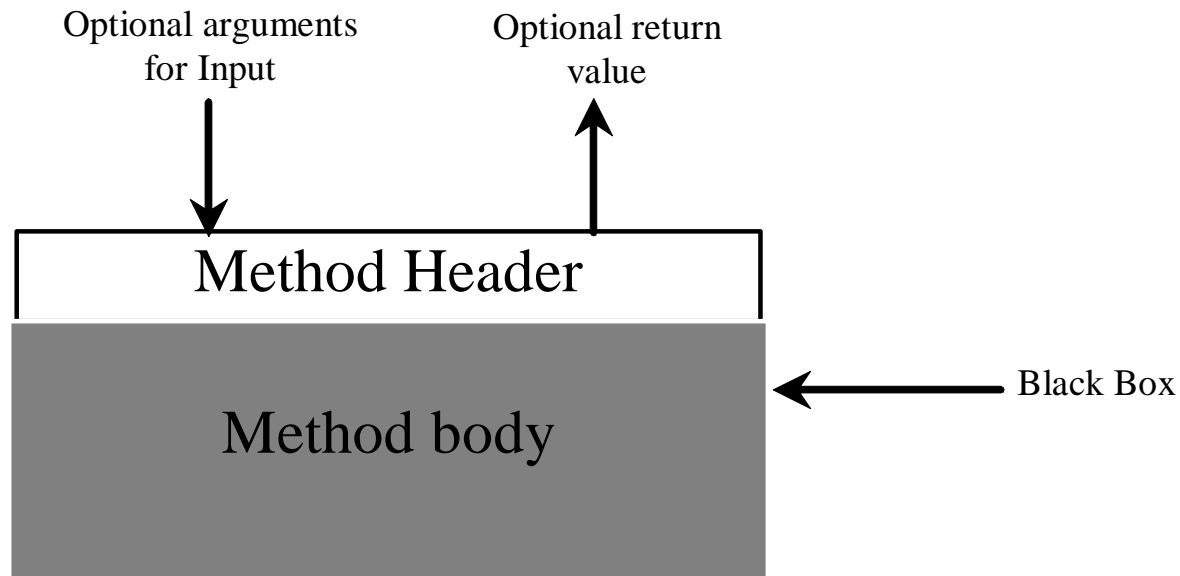 Optional arguments
for Input
Optional return
value
Method Header
Black Box
Method body